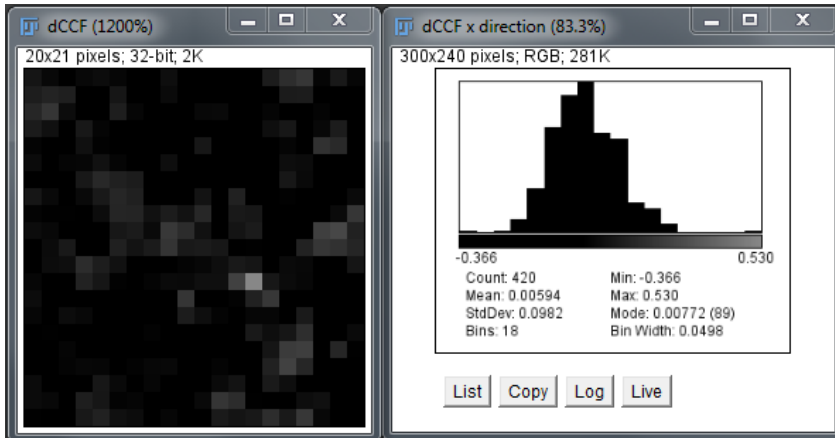 dCCF (1200%)
20x21 pixels; 32-bit; 2K
dCCF x direction (83.3%)
300x240 pixels; RGB; 281K
-0.366 0.530
Count: 420 Min: -0.366
Mean: 0.00594 Max: 0.530
StdDev: 0.0982 Mode: 0.00772 (89)
Bins: 18 Bin Width: 0.0498
List Copy Log Live